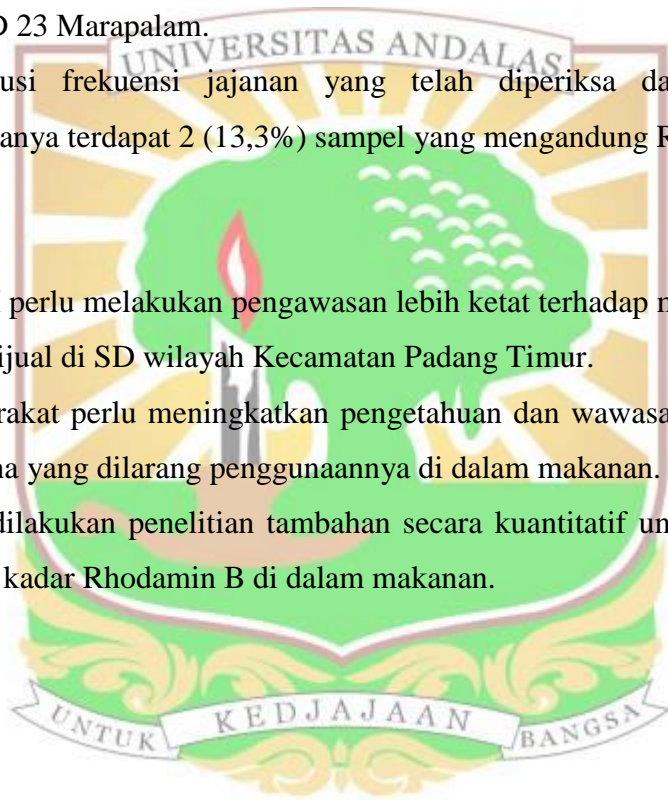 23 Marapalam.
UNIVERSITAS ANDALAS
usi frekuensi jajanan yang telah diperiksa da
anya terdapat 2 (13,3%) sampel yang mengandung R
perlu melakukan pengawasan lebih ketat terhadap
ijual di SD wilayah Kecamatan Padang Timur.
rakat perlu meningkatkan pengetahuan dan wawasa
na yang dilarang penggunaannya di dalam makanan.
dilakukan penelitian tambahan secara kuantitatif un
kadar Rhodamin B di dalam makanan.
UNTUK KEDJAJAAN BANGSA